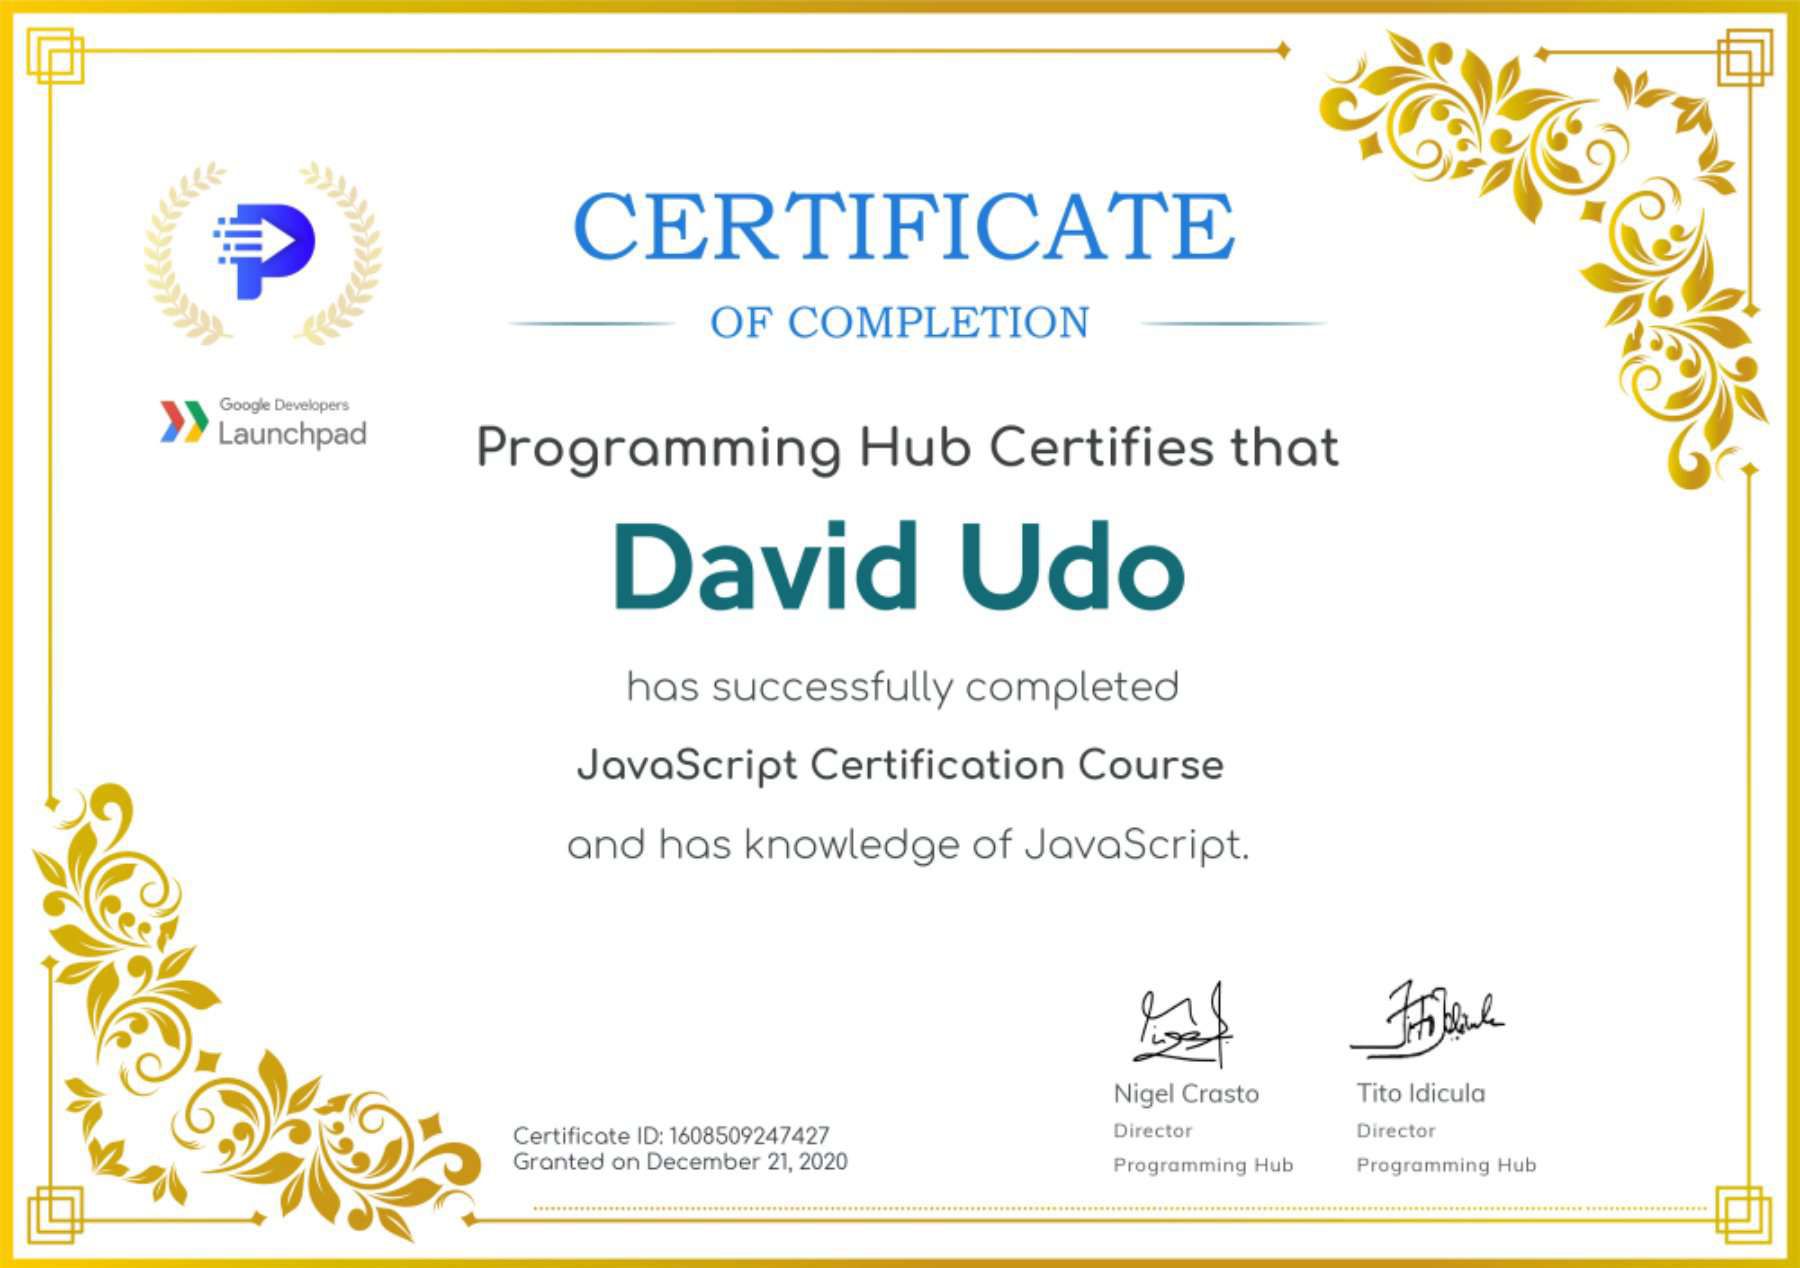 CERTIFICATE
OF COMPLETION
Google Developers
Launchpad
Programming Hub Certifies that
David Udo
has successfully completed
JavaScript Certification Course
and has knowledge of JavaScript.
Nigel Crasto
Director
Programming Hub
Tito Idicula
Director
Programming Hub
Certificate ID: 1608509247427
Granted on December 21, 2020